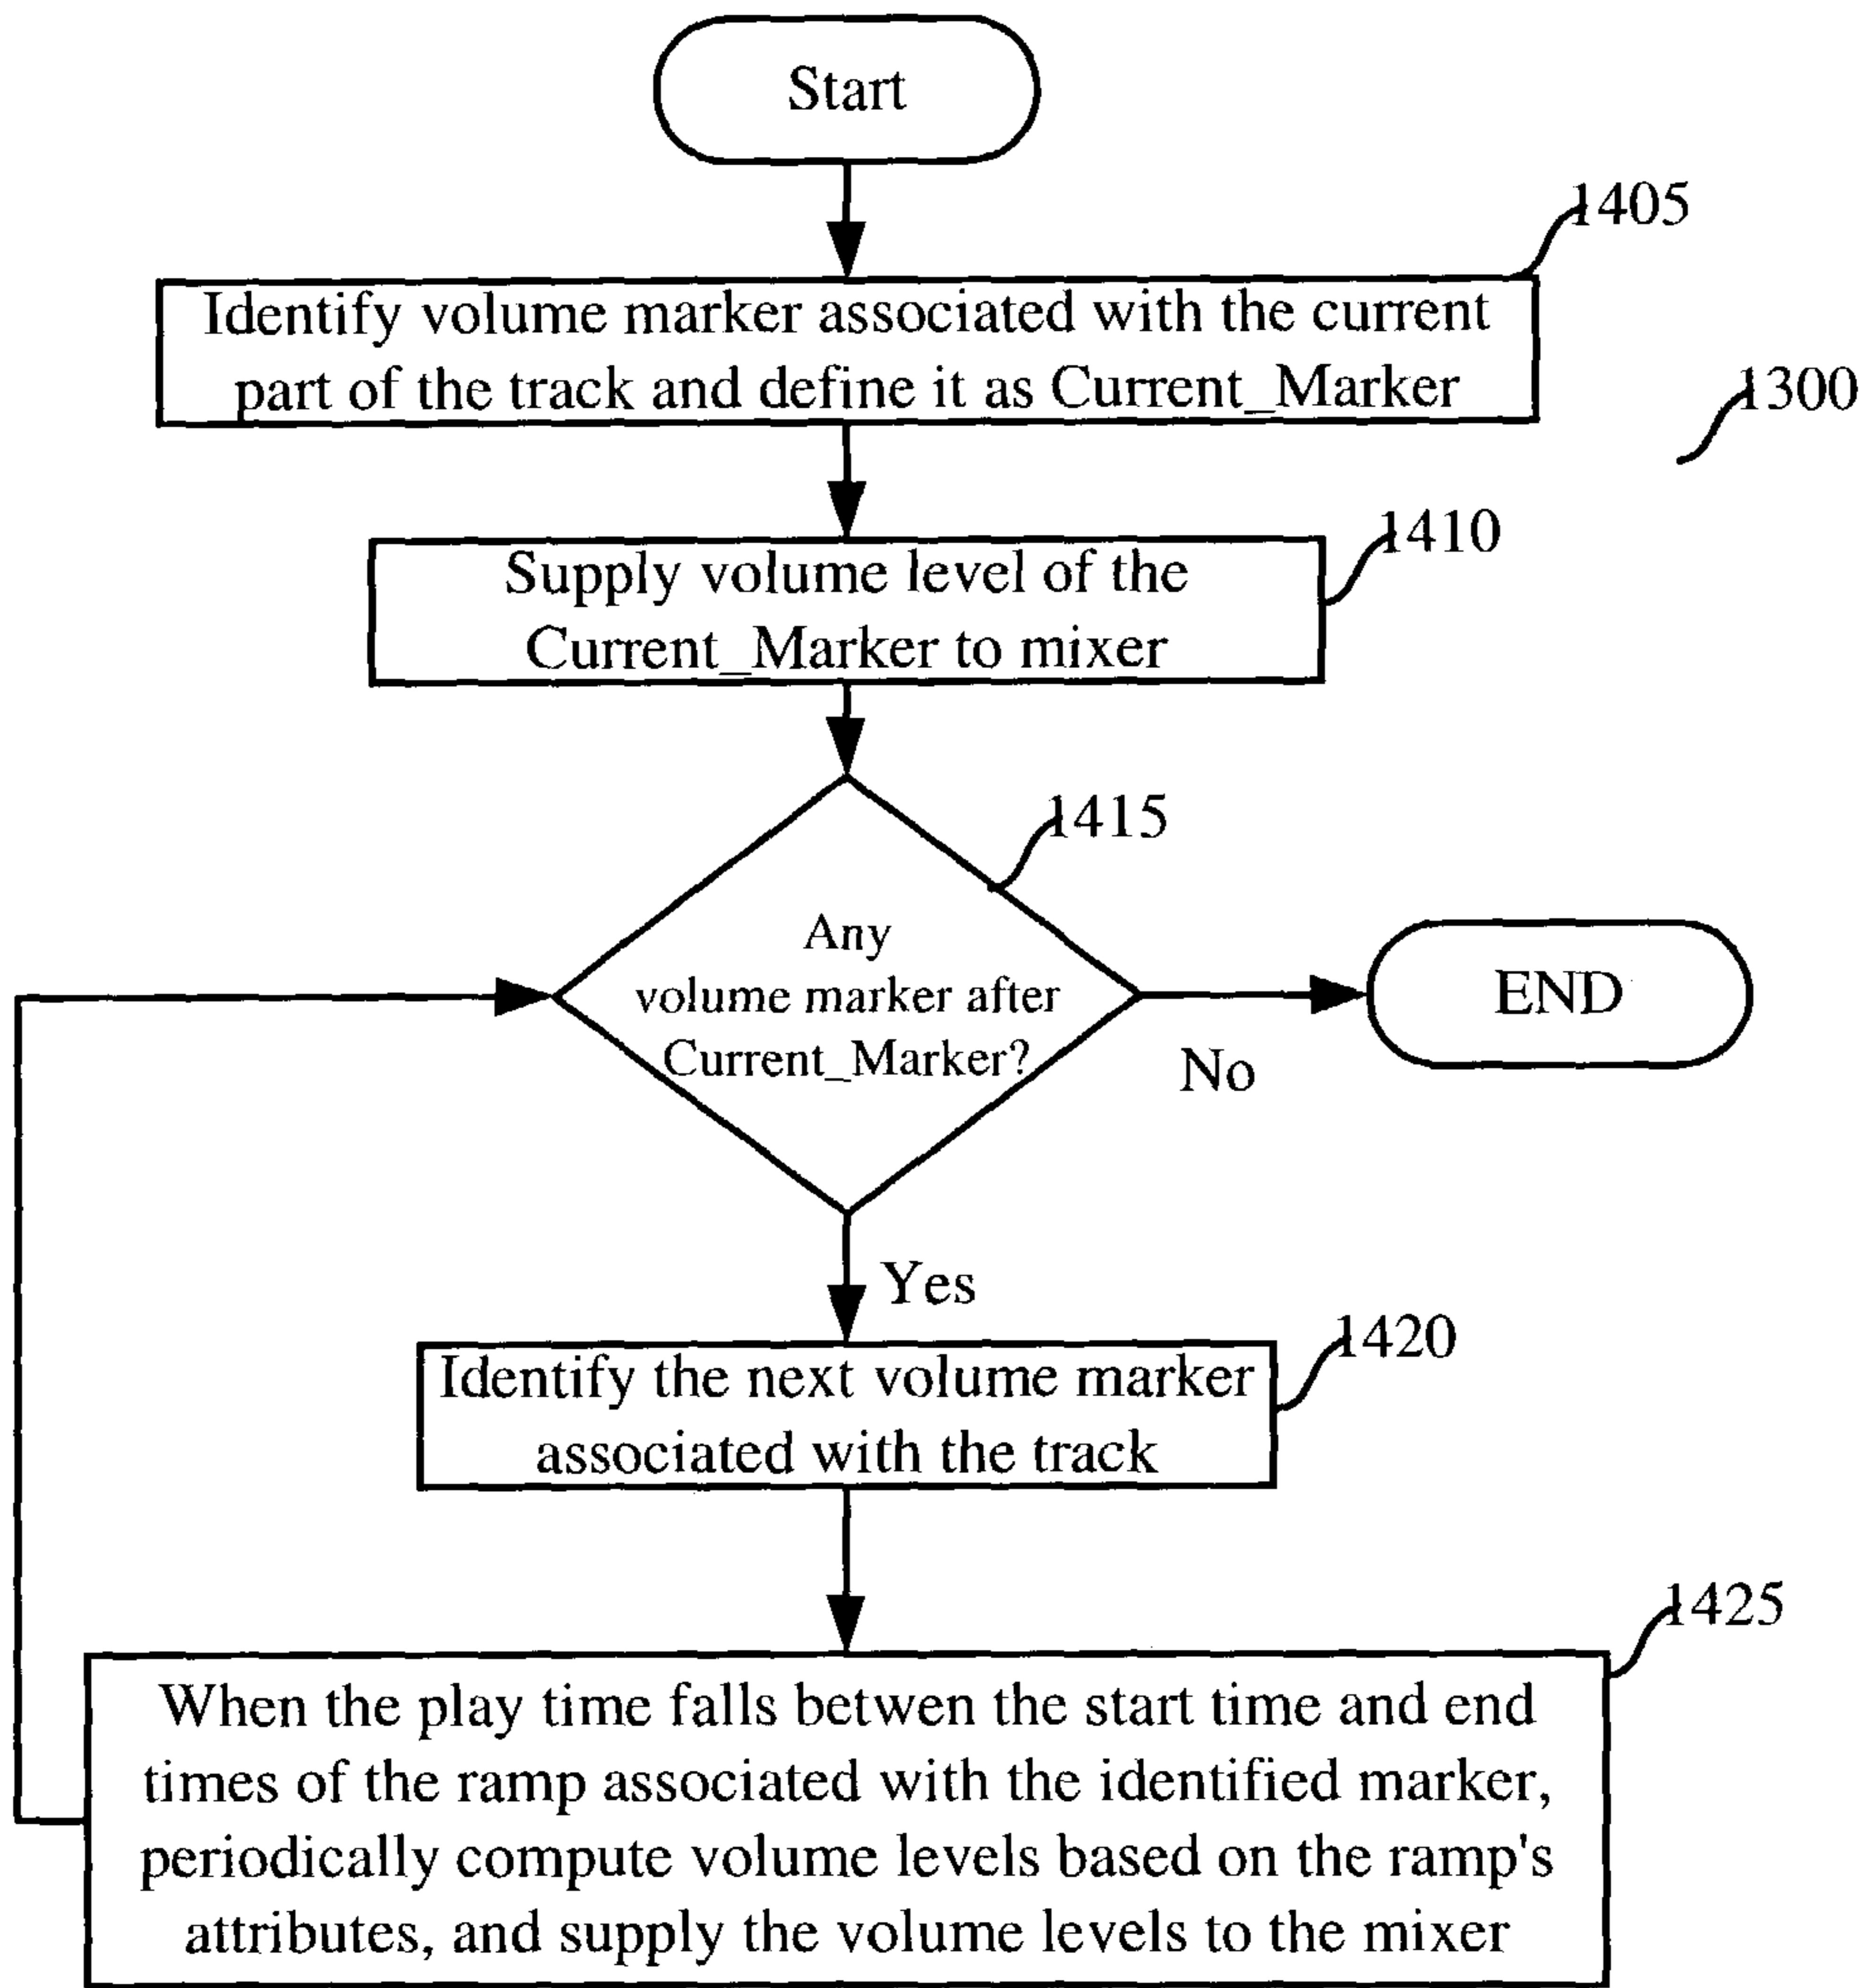 Start
1405
Identify volume marker associated with the current
part of the track and define it as Current_Marker
1300
1410
Supply volume level of the
Current_Marker to mixer
1415
Any
volume marker after
Current_Marker?
END
No
Yes
1420
Identify the next volume marker
associated with the track
1425
When the play time falls betwen the start time and end
times of the ramp associated with the identified marker,
periodically compute volume levels based on the ramp's
attributes, and supply the volume levels to the mixer